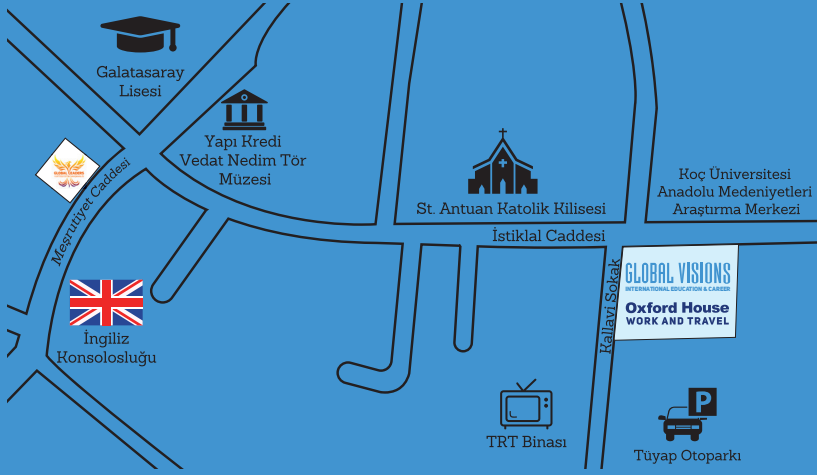 Galatasaray
Lisesi
Yapı Kredi
Vedat Nedim Tör
Müzesi
GLOBAL LEADERS
Meşrutiyet Caddesi
St. Antuan Katolik Kilisesi
Koç Üniversitesi
Anadolu Medeniyetleri
Araştırma Merkezi
İstiklal Caddesi
Kallavi Sokak
GLOBAL VISIONS
INTERNATIONAL EDUCATION & CAREER
Oxford House
WORK AND TRAVEL
İngiliz
Konsolosluğu
TRT Binası
P
Tüyap Otoparkı